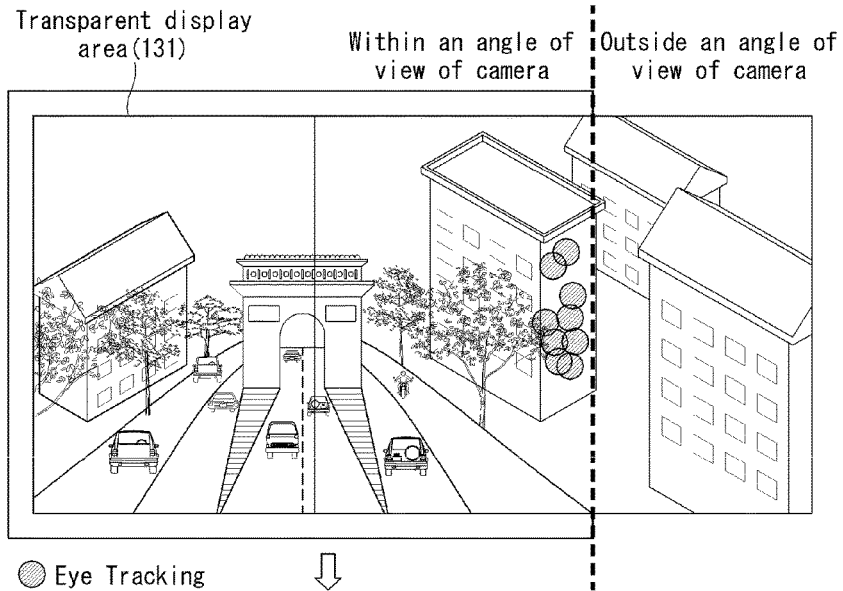 Transparent display
area(131)
Within an angle of
view of camera
Outside an angle of
view of camera
Eye Tracking